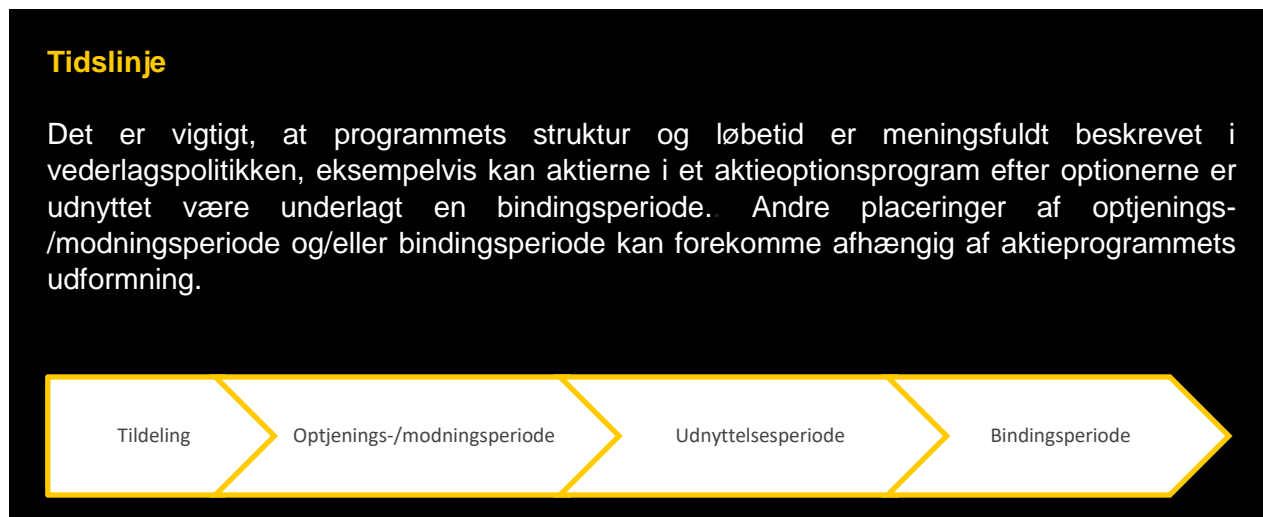 Tidslinje
Det er vigtigt, at programmets struktur og løbetid er meningsfuldt beskrevet i
vederlagspolitikken, eksempelvis kan aktierne i et aktieoptionsprogram efter optionerne er
udnyttet være underlagt en bindingsperiode.. Andre placeringer af optjenings-
/modningsperiode og/eller bindingsperiode kan forekomme afhængig af aktieprogrammets
udformning.
Tildeling
Optjenings-/modningsperiode
Udnyttelsesperiode
Bindingsperiode